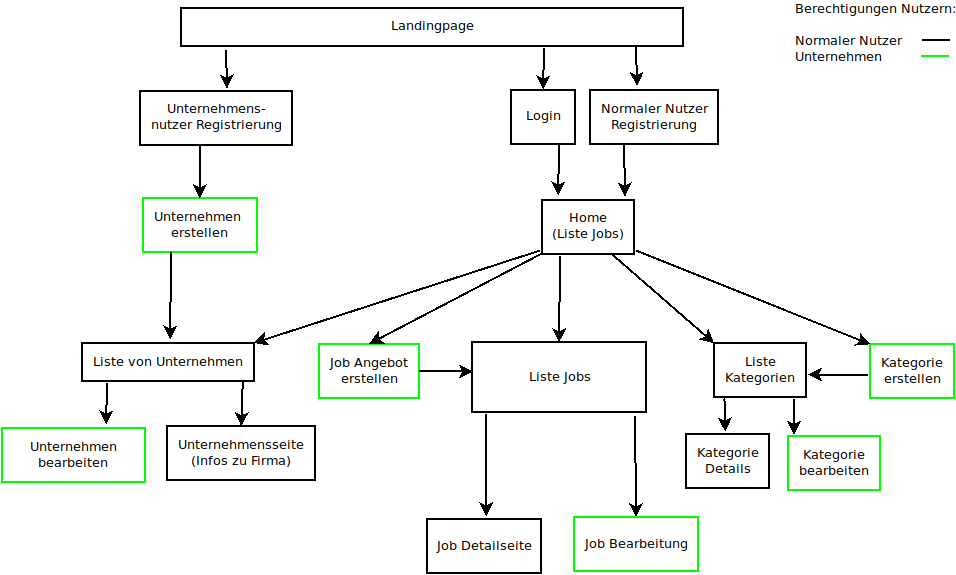 Landingpage
Berechtigungen Nutzern:
Normaler Nutzer
Unternehmen
Unternehmens-
nutzer Registrierung
Login
Normaler Nutzer
Registrierung
Unternehmen
erstellen
Home
(Liste Jobs)
Liste von Unternehmen
Job Angebot
erstellen
Liste Jobs
Liste
Kategorien
Kategorie
erstellen
Unternehmen
bearbeiten
Unternehmensseite
(Infos zu Firma)
Kategorie
Details
Kategorie
bearbeiten
Job Detailseite
Job Bearbeitung